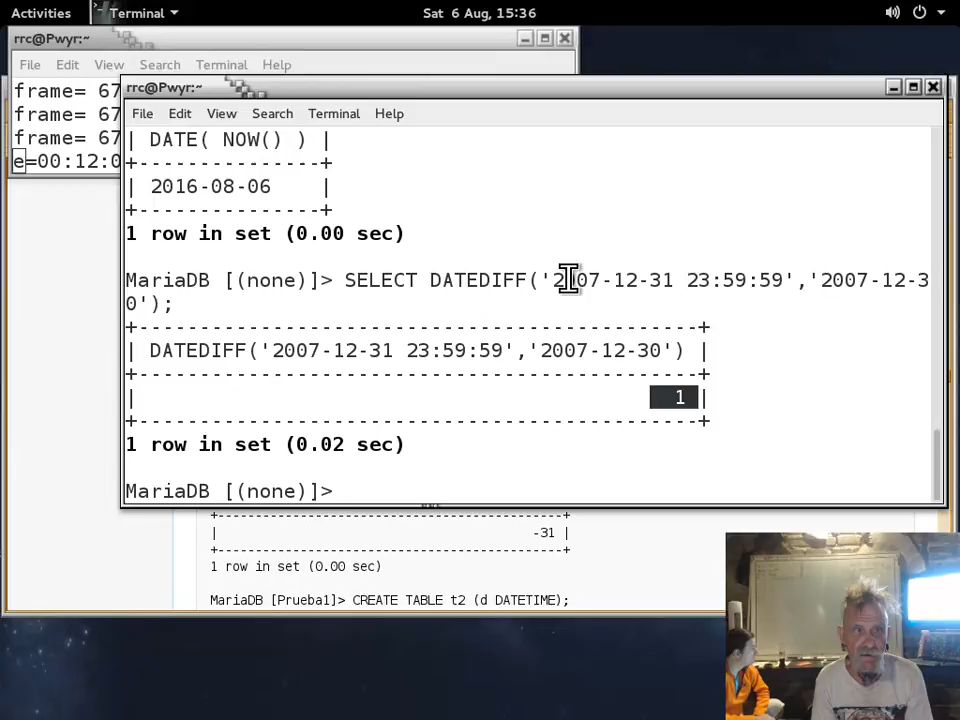 Activities Terminal Sat 6 Aug, 15:36
rrc@Pwyr:~
File Edit View Search Terminal Help
frame= 67
frame= 67
frame= 67
e=00:12:0
rrc@Pwyr:~
File Edit View Search Terminal Help
| DATE( NOW() ) |
+---------------+
| 2016-08-06    |
+---------------+
1 row in set (0.00 sec)
MariaDB [(none)]> SELECT DATEDIFF('2007-12-31 23:59:59','2007-12-3
0');
+----------------------------------------------+
| DATEDIFF('2007-12-31 23:59:59','2007-12-30') |
+----------------------------------------------+
|                                            1 |
+----------------------------------------------+
1 row in set (0.02 sec)
MariaDB [(none)]>
+----------------------------------------------+
|                                          -31 |
+----------------------------------------------+
1 row in set (0.00 sec)
MariaDB [Prueba1]> CREATE TABLE t2 (d DATETIME);